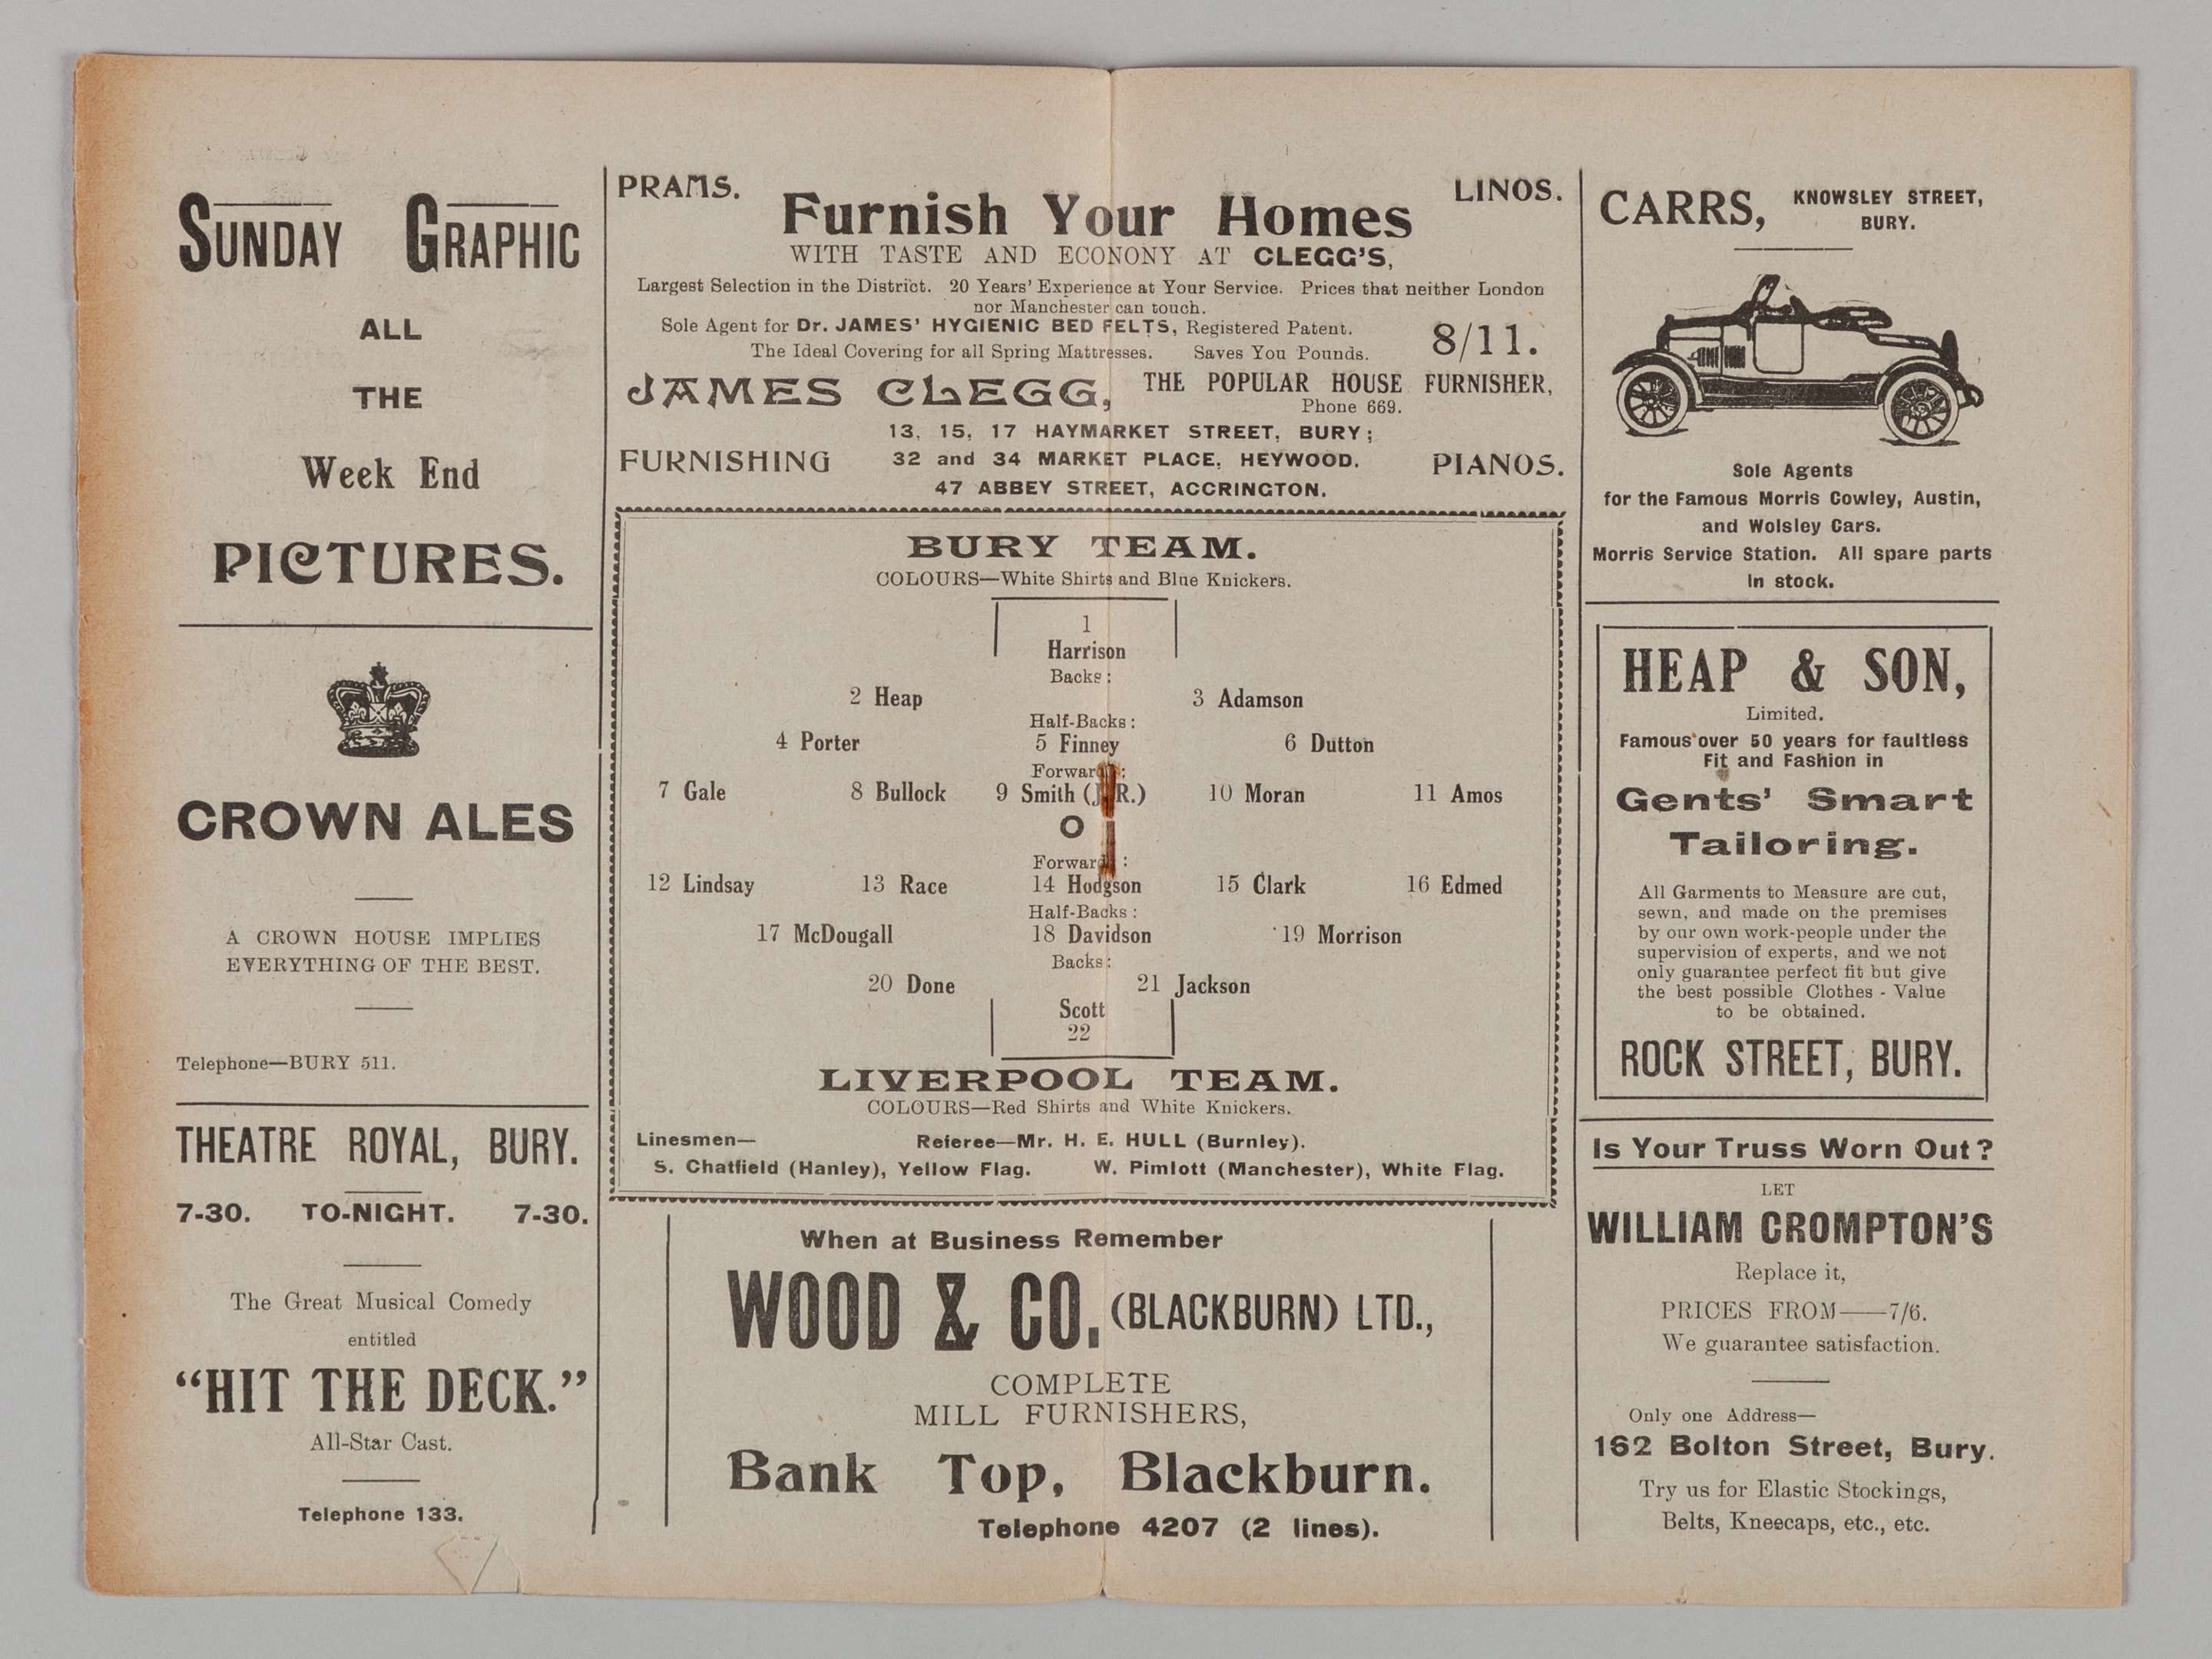 SUNDAY GRAPHIC
ALL
THE
Week End
PICTURES.
CROWN ALES
A CROWN HOUSE IMPLIES
EVERYTHING OF THE BEST.
Telephone—BURY 511.
THEATRE ROYAL, BURY.
7-30. TO-NIGHT. 7-30.
The Great Musical Comedy
entitled
“HIT THE DECK.”
All-Star Cast.
Telephone 133.
PRAMS. LINOS.
Furnish Your Homes
WITH TASTE AND ECONONY AT CLEGG'S,
Largest Selection in the District. 20 Years' Experience at Your Service. Prices that neither London
nor Manchester can touch.
Sole Agent for Dr. JAMES' HYGIENIC BED FELTS, Registered Patent. 8/11.
The Ideal Covering for all Spring Mattresses. Saves You Pounds.
JAMES CLEGG, THE POPULAR HOUSE FURNISHER,
Phone 669.
13, 15, 17 HAYMARKET STREET, BURY;
FURNISHING 32 and 34 MARKET PLACE, HEYWOOD. PIANOS.
47 ABBEY STREET, ACCRINGTON.
BURY TEAM.
COLOURS—White Shirts and Blue Knickers.
1
Harrison
Backs:
2 Heap 3 Adamson
Half-Backs:
4 Porter 5 Finney 6 Dutton
7 Gale 8 Bullock 9 Smith 10 Moran 11 Amos
O
12 Lindsay 13 Race 14 Hodgson 15 Clark 16 Edmed
Half-Backs:
17 McDougall 18 Davidson 19 Morrison
Backs:
20 Done 21 Jackson
Scott
22
LIVERPOOL TEAM.
COLOURS—Red Shirts and White Knickers.
Linesmen— Referee—Mr. H. E. HULL (Burnley).
S. Chatfield (Hanley), Yellow Flag. W. Pimlott (Manchester), White Flag.
When at Business Remember
WOOD & CO. (BLACKBURN) LTD.,
COMPLETE
MILL FURNISHERS,
Bank Top, Blackburn.
Telephone 4207 (2 lines).
CARRS, KNOWSLEY STREET,
BURY.
Sole Agents
for the Famous Morris Cowley, Austin,
and Wolsley Cars.
Morris Service Station. All spare parts
in stock.
HEAP & SON,
Limited.
Famous over 50 years for faultless
Fit and Fashion in
Gents' Smart
Tailoring.
All Garments to Measure are cut,
sewn, and made on the premises
by our own work-people under the
supervision of experts, and we not
only guarantee perfect fit but give
the best possible Clothes - Value
to be obtained.
ROCK STREET, BURY.
Is Your Truss Worn Out?
LET
WILLIAM CROMPTON'S
Replace it,
PRICES FROM——7/6.
We guarantee satisfaction.
Only one Address—
162 Bolton Street, Bury.
Try us for Elastic Stockings,
Belts, Kneecaps, etc., etc.